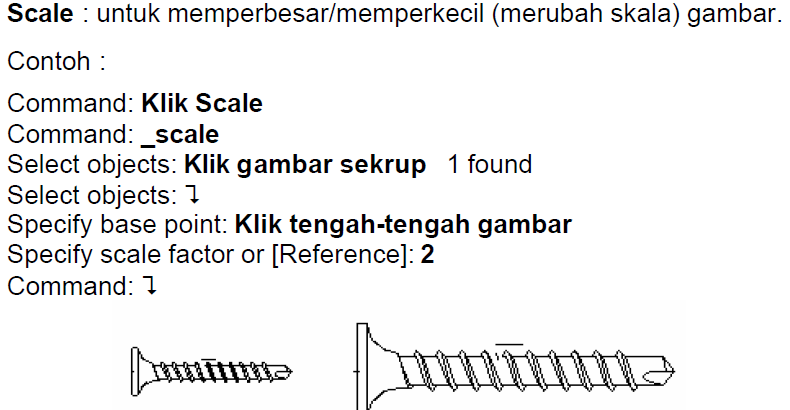 Scale : untuk memperbesar/memperkecil (merubah skala) gambar.
Contoh :
Command: Klik Scale
Command: _scale
Select objects: Klik gambar sekrup 1 found
Select objects: ↴
Specify base point: Klik tengah-tengah gambar
Specify scale factor or [Reference]: 2
Command: ↴